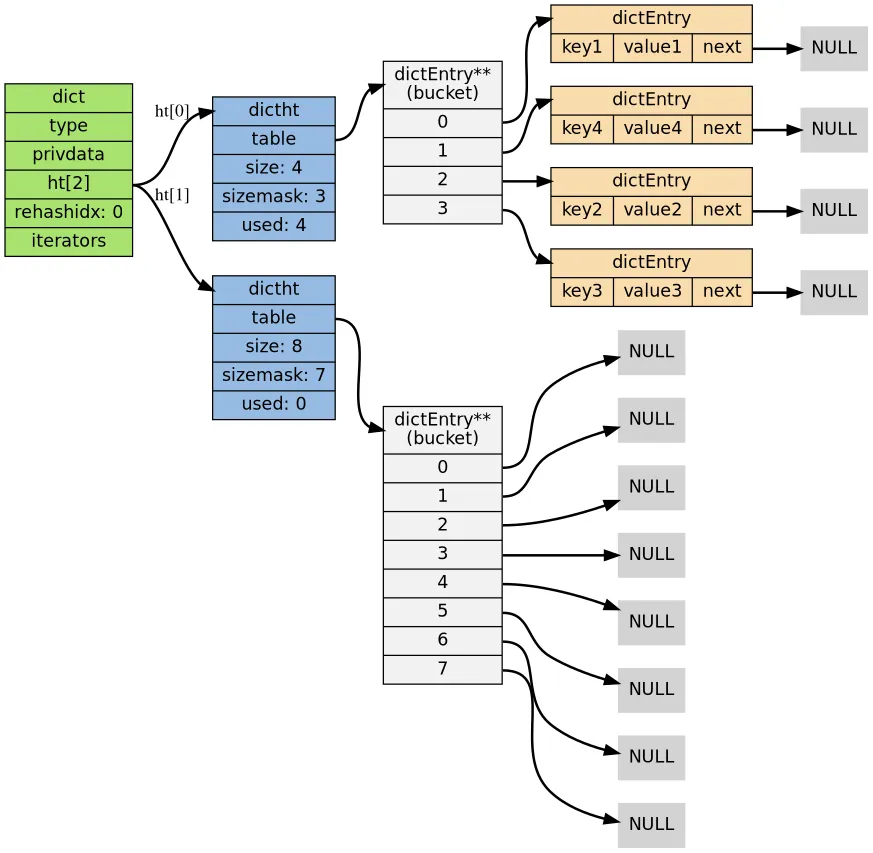 dict
type
privdata
ht[2]
rehashidx: 0
iterators
ht[0]
ht[1]
dictht
table
size: 4
sizemask: 3
used: 4
dictht
table
size: 8
sizemask: 7
used: 0
dictEntry**
(bucket)
0
1
2
3
dictEntry
key1 value1 next
NULL
dictEntry
key4 value4 next
NULL
dictEntry
key2 value2 next
NULL
dictEntry
key3 value3 next
NULL
dictEntry**
(bucket)
0
1
2
3
4
5
6
7
NULL
NULL
NULL
NULL
NULL
NULL
NULL
NULL